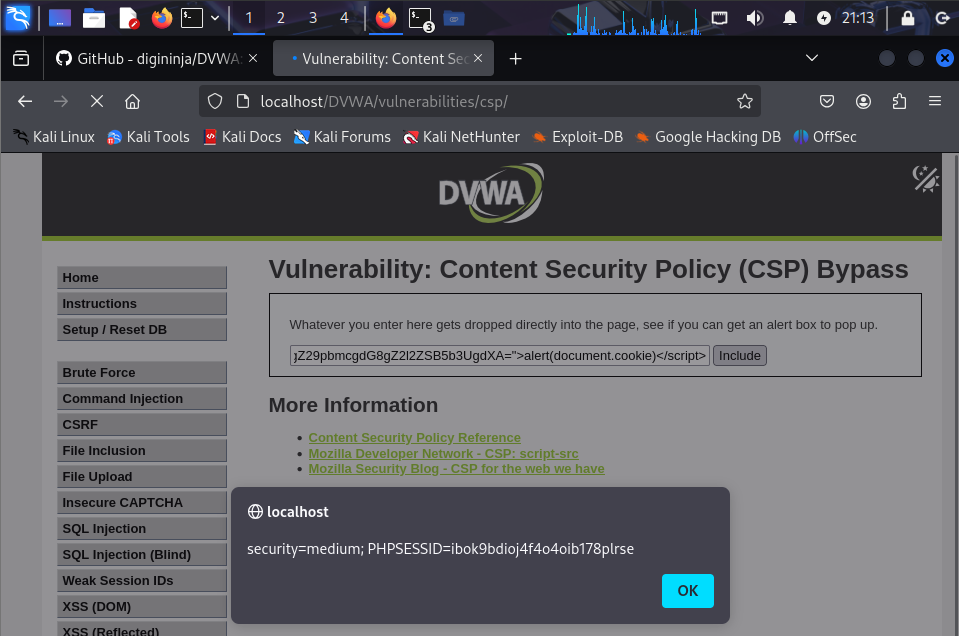 1 2 3 4 3 21:13
GitHub - digininja/DVWA: Vulnerability: Content Sec
localhost/DVWA/vulnerabilities/csp/
Kali Linux Kali Tools Kali Docs Kali Forums Kali NetHunter Exploit-DB Google Hacking DB OffSec
DVWA
Vulnerability: Content Security Policy (CSP) Bypass
Home
Instructions
Setup / Reset DB
Brute Force
Command Injection
CSRF
File Inclusion
File Upload
Insecure CAPTCHA
SQL Injection
SQL Injection (Blind)
Weak Session IDs
XSS (DOM)
XSS (Reflected)
Whatever you enter here gets dropped directly into the page, see if you can get an alert box to pop up.
gZ29pbmcgdG8gZ2l2ZSB5b3UgdXA=">alert(document.cookie)</script> Include
More Information
• Content Security Policy Reference
• Mozilla Developer Network - CSP: script-src
• Mozilla Security Blog - CSP for the web we have
localhost
security=medium; PHPSESSID=ibok9bdioj4f4o4oib178plrse
OK